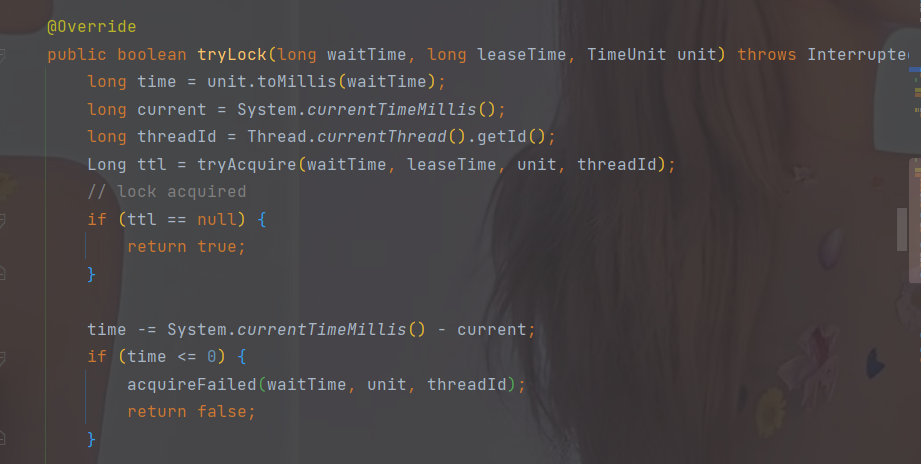 @Override
public boolean tryLock(long waitTime, long leaseTime, TimeUnit unit) throws
long time = unit.toMillis(waitTime);
long current = System.currentTimeMillis();
long threadId = Thread.currentThread().getId();
Long ttl = tryAcquire(waitTime, leaseTime, unit, threadId);
// lock acquired
if (ttl == null) {
return true;
}
time -= System.currentTimeMillis() - current;
if (time <= 0) {
acquireFailed(waitTime, unit, threadId);
return false;
}